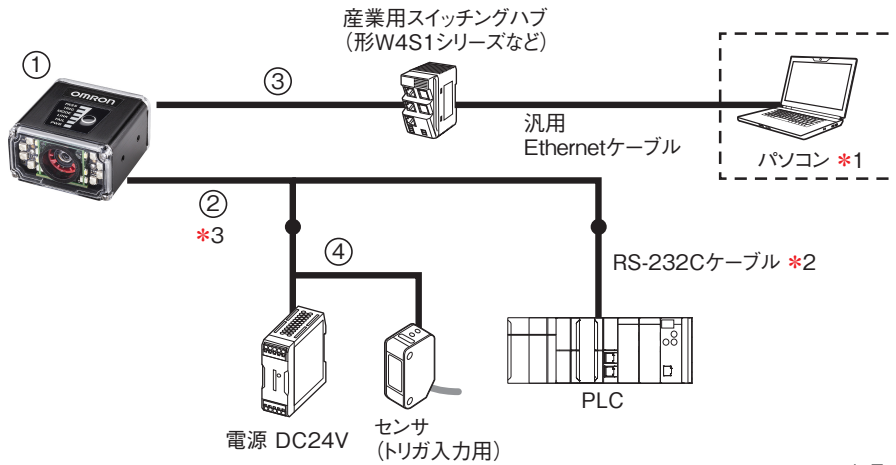 産業用スイッチングハブ
（形W4S1シリーズなど）
①
③
OMRON
汎用
Ethernetケーブル
パソコン *1
②
*3
④
RS-232Cケーブル *2
PLC
電源 DC24V
センサ
（トリガ入力用）